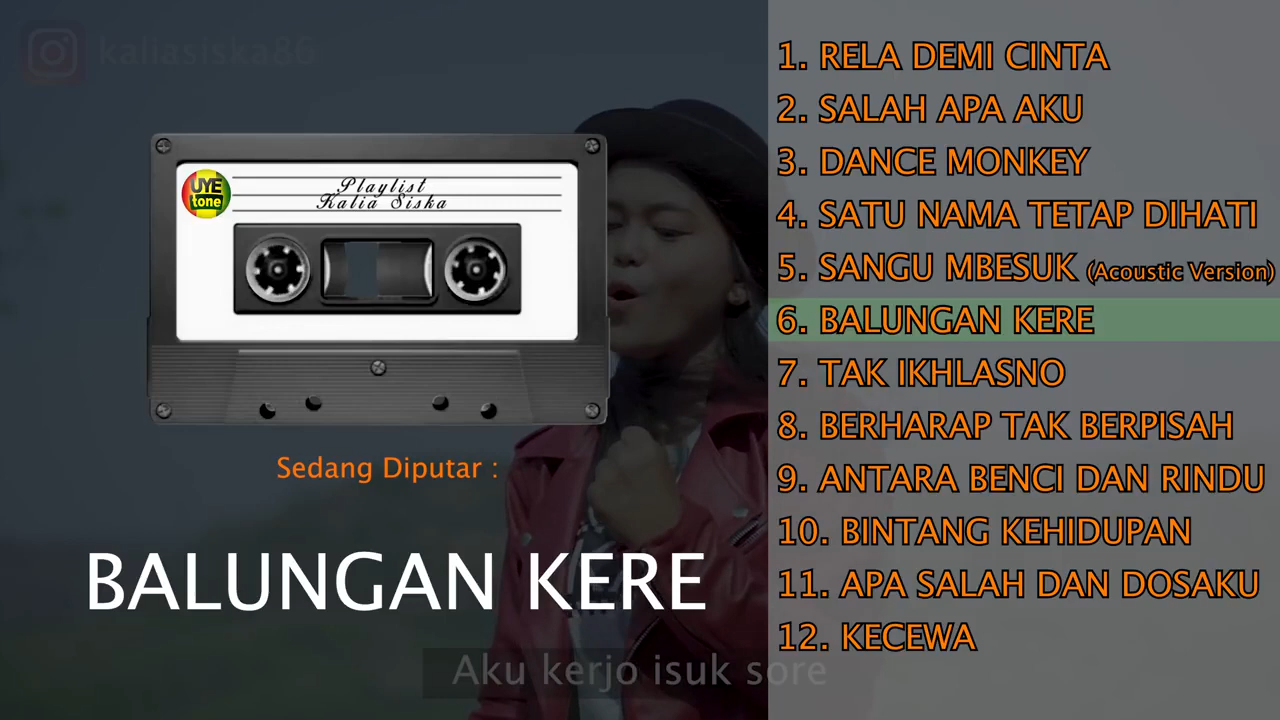 kaliasiska86
UYE
tone
Playlist
Kalia Siska
Sedang Diputar :
BALUNGAN KERE
Aku kerjo isuk sore
1. RELA DEMI CINTA
2. SALAH APA AKU
3. DANCE MONKEY
4. SATU NAMA TETAP DIHATI
5. SANGU MBESUK (Acoustic Version)
6. BALUNGAN KERE
7. TAK IKHLASNO
8. BERHARAP TAK BERPISAH
9. ANTARA BENCI DAN RINDU
10. BINTANG KEHIDUPAN
11. APA SALAH DAN DOSAKU
12. KECEWA